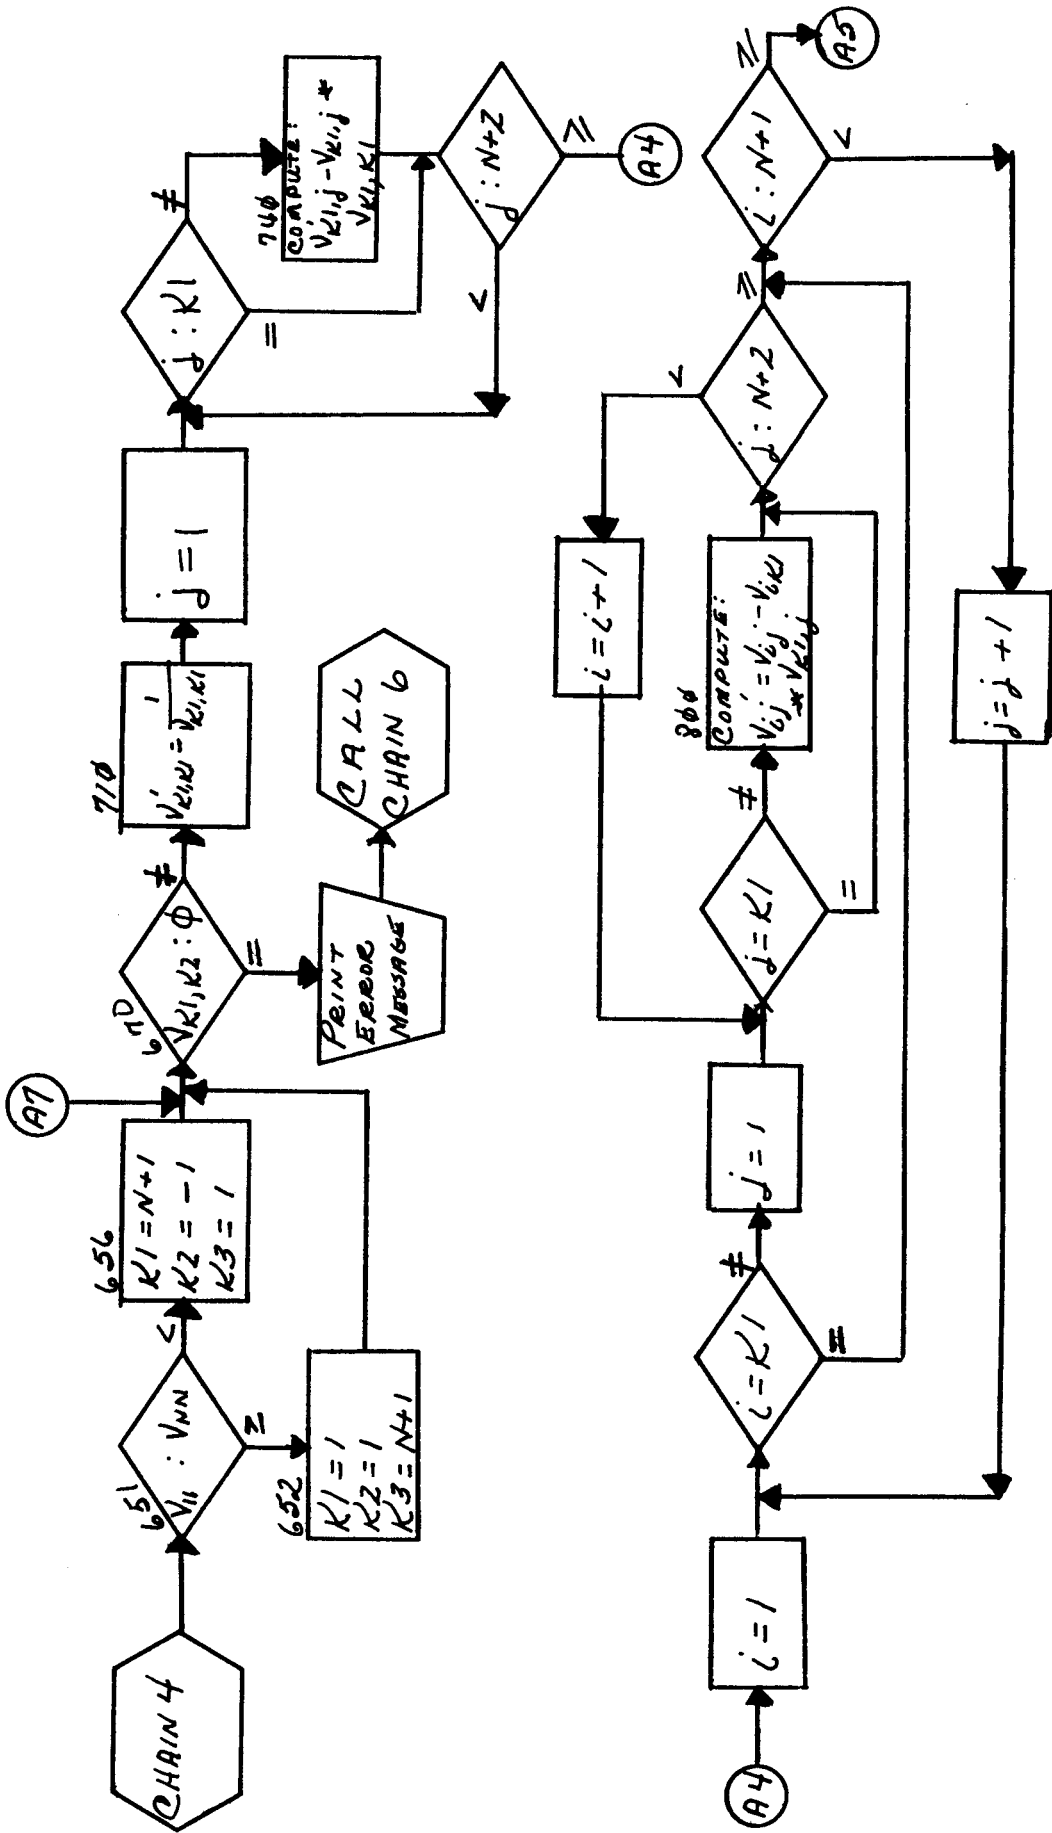 CHAIN 4
651
V11 : VNN
<
≥
656
K1 = N+1
K2 = -1
K3 = 1
652
K1 = 1
K2 = 1
K3 = N+1
A7
670
VK1,K2 : φ
≠
=
PRINT
ERROR
MESSAGE
CALL
CHAIN 6
710
V'K1,K1 = 1/VK1,K1
j = 1
j : K1
≠
=
740
COMPUTE:
V'K1,j - VK1,j *
VK1,K1
j : N+2
<
≥
A4
A4
i = 1
i = K1
≠
=
j = 1
j = K1
≠
=
800
COMPUTE:
V'ij = Vij - ViK1
* VK1,j
i = i + 1
j : N+2
<
≥
i : N+1
≥
<
A5
j = j + 1